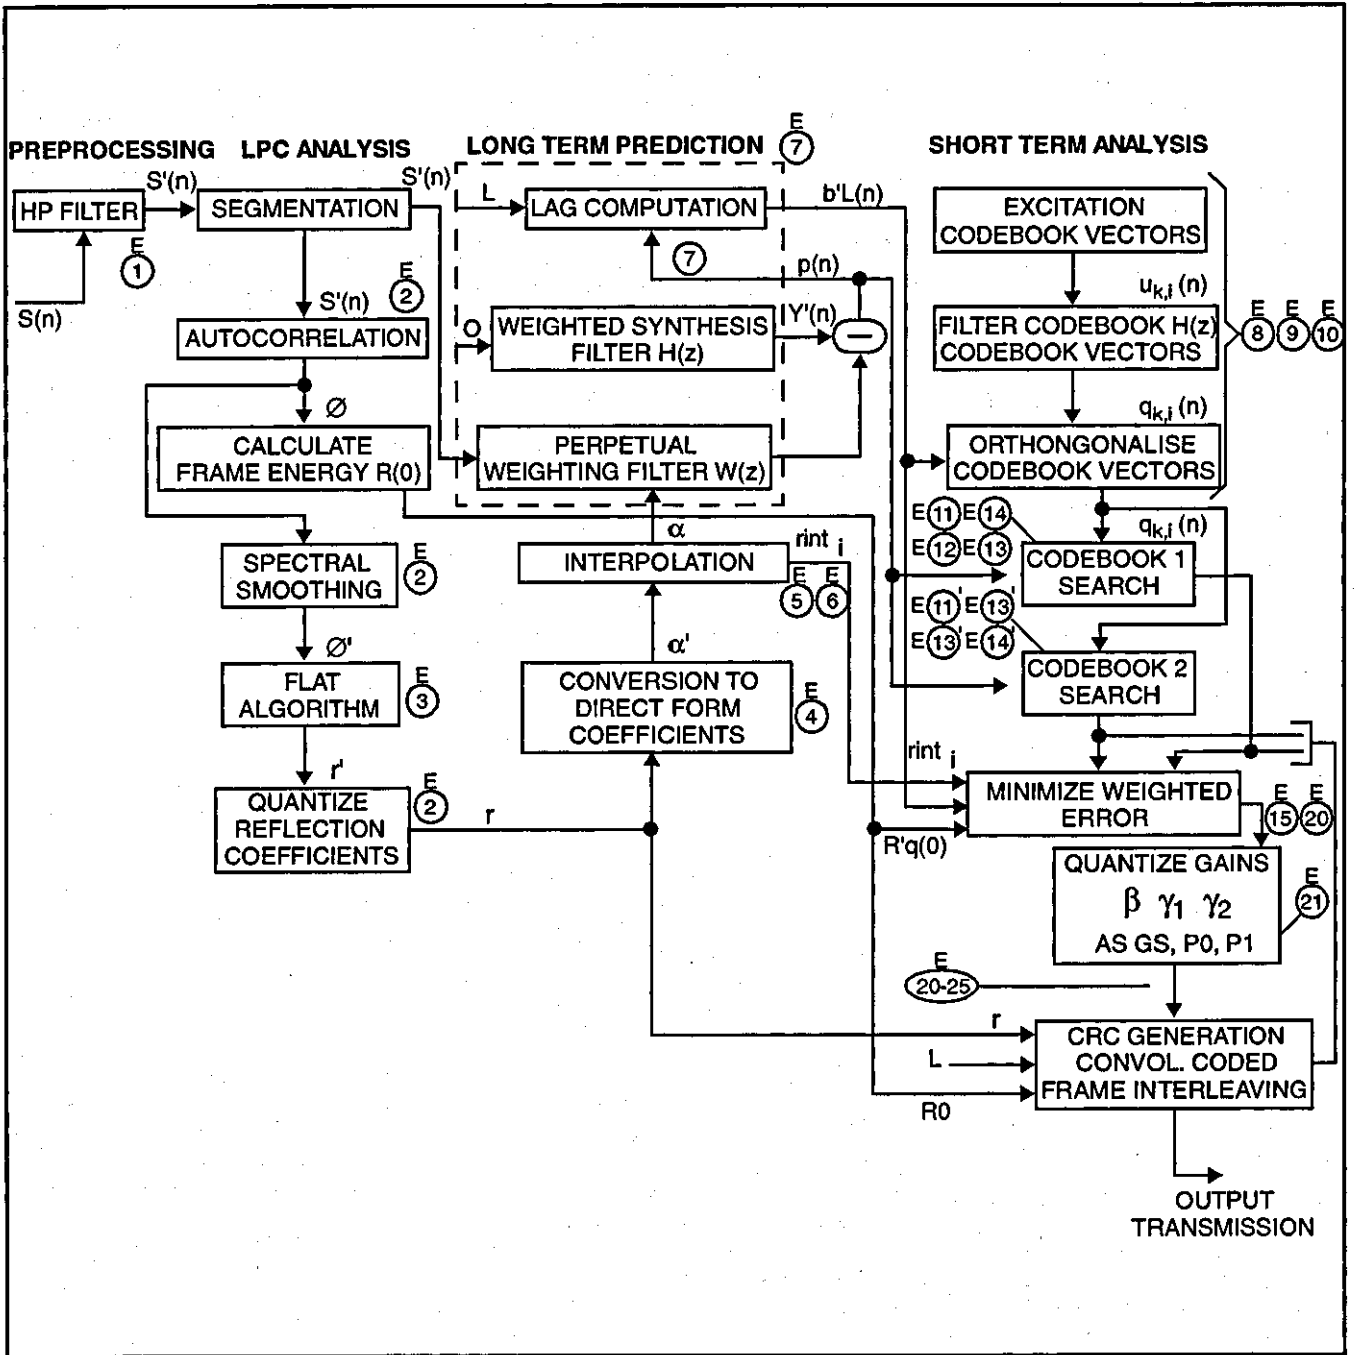 PREPROCESSING
HP FILTER
S'(n)
E
1
S(n)
LPC ANALYSIS
SEGMENTATION
S'(n)
S'(n)
E
2
AUTOCORRELATION
Ø
CALCULATE
FRAME ENERGY R(0)
SPECTRAL
SMOOTHING
E
2
Ø'
FLAT
ALGORITHM
E
3
r'
QUANTIZE
REFLECTION
COEFFICIENTS
E
2
r
LONG TERM PREDICTION
E
7
L
LAG COMPUTATION
b'L(n)
7
p(n)
O
WEIGHTED SYNTHESIS
FILTER H(z)
Y'(n)
−
PERPETUAL
WEIGHTING FILTER W(z)
α
INTERPOLATION
rint i
E E
5 6
α'
CONVERSION TO
DIRECT FORM
COEFFICIENTS
E
4
SHORT TERM ANALYSIS
EXCITATION
CODEBOOK VECTORS
uk,i (n)
FILTER CODEBOOK H(z)
CODEBOOK VECTORS
E E E
8 9 10
qk,i (n)
ORTHONGONALISE
CODEBOOK VECTORS
qk,i (n)
E 11 E 14
E 12 E 13
CODEBOOK 1
SEARCH
E 11' E 13'
E 13' E 14'
CODEBOOK 2
SEARCH
rint i
MINIMIZE WEIGHTED
ERROR
E E
15 20
R'q(0)
QUANTIZE GAINS
β γ1 γ2
AS GS, P0, P1
E
21
E
20-25
r
L
R0
CRC GENERATION
CONVOL. CODED
FRAME INTERLEAVING
OUTPUT
TRANSMISSION